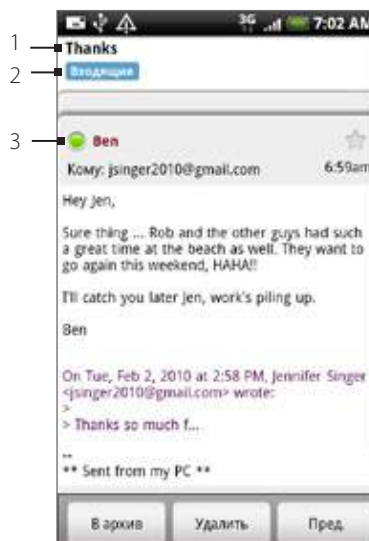 3G 7:02 AM
1 Thanks
2 Входящие
3 Ben
Кому: jsinger2010@gmail.com 6:59am
Hey Jen,
Sure thing ... Rob and the other guys had such
a great time at the beach as well. They want to
go again this weekend, HAHA!!
I'll catch you later Jen, work's piling up.
Ben
On Tue, Feb 2, 2010 at 2:58 PM, Jennifer Singer
<jsinger2010@gmail.com> wrote:
>
> Thanks so much f...
--
** Sent from my PC **
В архив Удалить Пред.